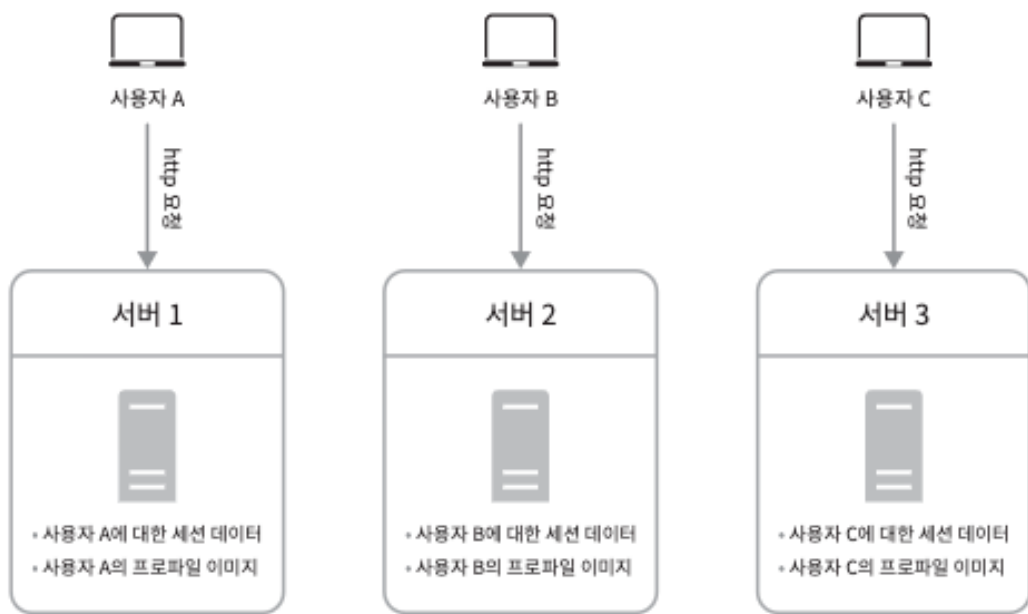 사용자 A
사용자 B
사용자 C
http 요청
http 요청
http 요청
서버 1
서버 2
서버 3
• 사용자 A에 대한 세션 데이터
• 사용자 A의 프로파일 이미지
• 사용자 B에 대한 세션 데이터
• 사용자 B의 프로파일 이미지
• 사용자 C에 대한 세션 데이터
• 사용자 C의 프로파일 이미지